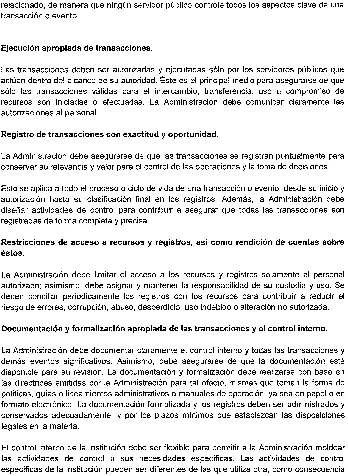 relacionado, de manera que ningún servidor público controle todos los aspectos clave de una
transacción o evento.
Ejecución apropiada de transacciones.
Las transacciones deben ser autorizadas y ejecutadas sólo por los servidores públicos que
actúan dentro del alcance de su autoridad. Éste es el principal medio para asegurarse de que
sólo las transacciones válidas para el intercambio, transferencia, uso o compromiso de
recursos son iniciadas o efectuadas. La Administración debe comunicar claramente las
autorizaciones al personal.
Registro de transacciones con exactitud y oportunidad.
La Administración debe asegurarse de que las transacciones se registran puntualmente para
conservar su relevancia y valor para el control de las operaciones y la toma de decisiones.
Esto se aplica a todo el proceso o ciclo de vida de una transacción o evento, desde su inicio y
autorización hasta su clasificación final en los registros. Además, la Administración debe
diseñar actividades de control para contribuir a asegurar que todas las transacciones son
registradas de forma completa y precisa.
Restricciones de acceso a recursos y registros, así como rendición de cuentas sobre
éstos.
La Administración debe limitar el acceso a los recursos y registros solamente al personal
autorizado; asimismo, debe asignar y mantener la responsabilidad de su custodia y uso. Se
deben conciliar periódicamente los registros con los recursos para contribuir a reducir el
riesgo de errores, corrupción, abuso, desperdicio, uso indebido o alteración no autorizada.
Documentación y formalización apropiada de las transacciones y el control interno.
La Administración debe documentar claramente el control interno y todas las transacciones y
demás eventos significativos. Asimismo, debe asegurarse de que la documentación esté
disponible para su revisión. La documentación y formalización debe realizarse con base en
las directrices emitidas por la Administración para tal efecto, mismas que toman la forma de
políticas, guías o lineamientos administrativos o manuales de operación, ya sea en papel o en
formato electrónico. La documentación formalizada y los registros deben ser administrados y
conservados adecuadamente, y por los plazos mínimos que establezcan las disposiciones
legales en la materia.
El control interno de la institución debe ser flexible para permitir a la Administración moldear
las actividades de control a sus necesidades específicas. Las actividades de control
específicas de la institución pueden ser diferentes de las que utiliza otra, como consecuencia